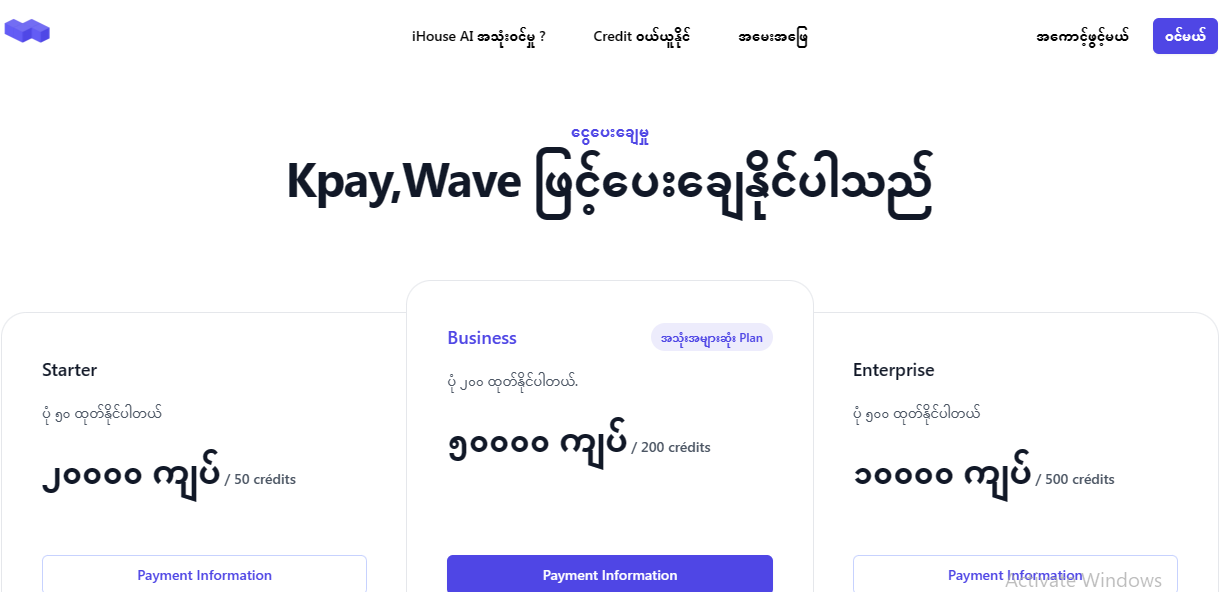 iHouse AI အသုံးဝင်မှု ?
Credit ဝယ်ယူနိုင်
အမေးအဖြေ
အကောင့်ဖွင့်မယ်
ဝင်မယ်
ငွေပေးချေမှု
Kpay,Wave ဖြင့်ပေးချေနိုင်ပါသည်
Starter
ပုံ ၅၀ ထုတ်နိုင်ပါတယ်
၂၀၀၀၀ ကျပ် / 50 crédits
Payment Information
Business
အသုံးအများဆုံး Plan
ပုံ ၂၀၀ ထုတ်နိုင်ပါတယ်.
၅၀၀၀၀ ကျပ် / 200 crédits
Payment Information
Enterprise
ပုံ ၅၀၀ ထုတ်နိုင်ပါတယ်
၁၀၀၀၀ ကျပ် / 500 crédits
Payment Information
Activate Windows